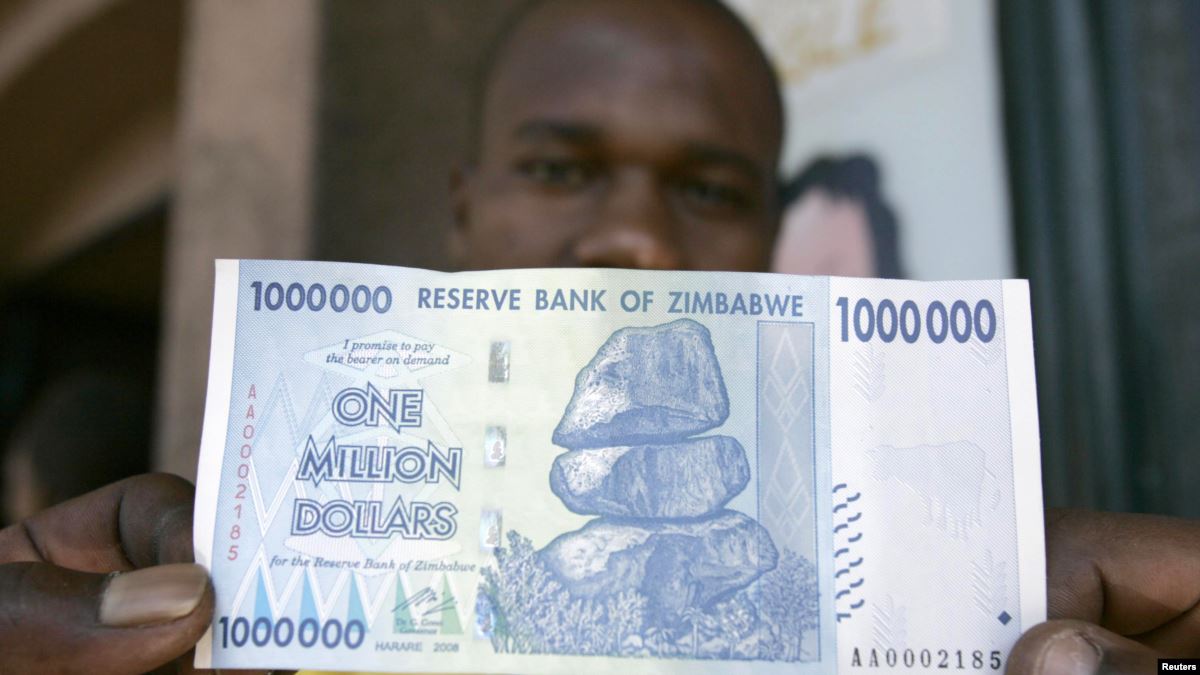 1000000
RESERVE BANK OF ZIMBABWE
1000000
I promise to pay
the bearer on demand
ONE
MILLION
DOLLARS
AA0002185
for the Reserve Bank of Zimbabwe
Dr. G. Gono
Governor
1000000
HARARE 2008
AA0002185
Reuters